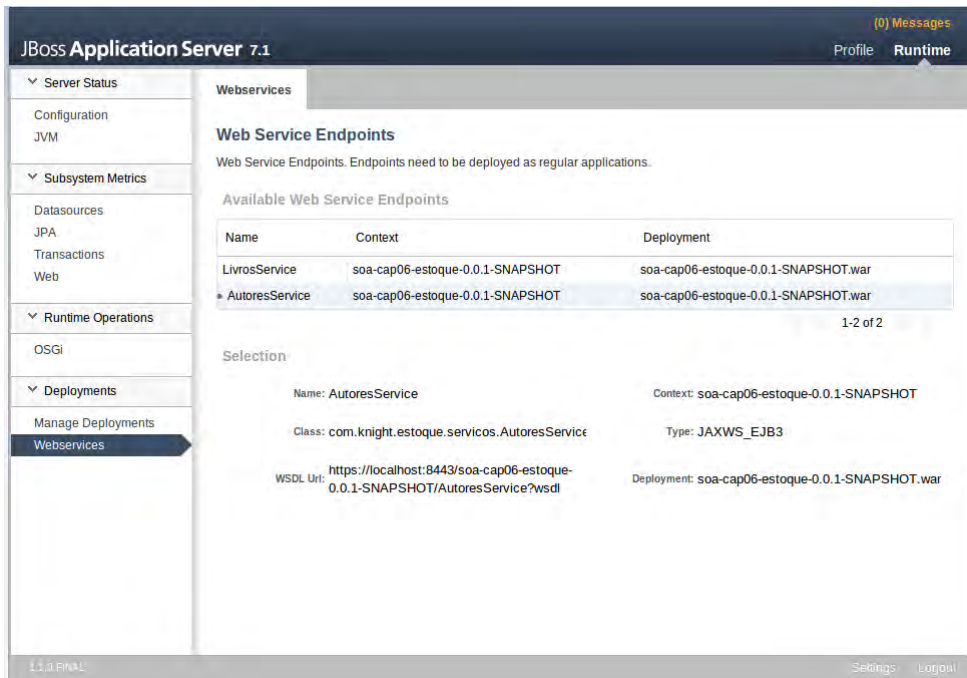 (0) Messages
JBoss Application Server 7.1
Profile Runtime
Server Status
Configuration
JVM
Subsystem Metrics
Datasources
JPA
Transactions
Web
Runtime Operations
OSGi
Deployments
Manage Deployments
Webservices
Webservices
Web Service Endpoints
Web Service Endpoints. Endpoints need to be deployed as regular applications.
Available Web Service Endpoints
Name Context Deployment
LivrosService soa-cap06-estoque-0.0.1-SNAPSHOT soa-cap06-estoque-0.0.1-SNAPSHOT.war
AutoresService soa-cap06-estoque-0.0.1-SNAPSHOT soa-cap06-estoque-0.0.1-SNAPSHOT.war
1-2 of 2
Selection
Name: AutoresService Context: soa-cap06-estoque-0.0.1-SNAPSHOT
Class: com.knight.estoque.servicos.AutoresService Type: JAXWS_EJB3
WSDL Url: https://localhost:8443/soa-cap06-estoque-
0.0.1-SNAPSHOT/AutoresService?wsdl Deployment: soa-cap06-estoque-0.0.1-SNAPSHOT.war
Settings Logout